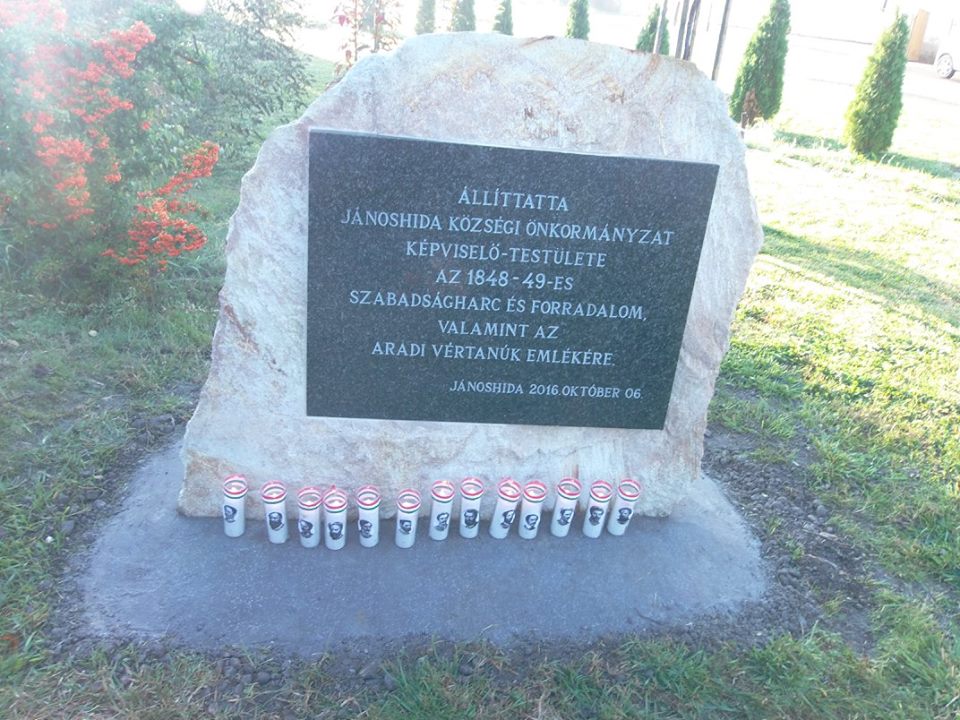 ÁLLÍTTATTA
JÁNOSHIDA KÖZSÉGI ÖNKORMÁNYZAT
KÉPVISELŐ-TESTÜLETE
AZ 1848-49-ES
SZABADSÁGHARC ÉS FORRADALOM,
VALAMINT AZ
ARADI VÉRTANÚK EMLÉKÉRE.
JÁNOSHIDA 2016.OKTÓBER 06.